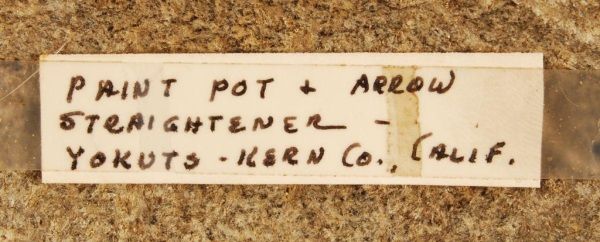 PAINT POT + ARROW
STRAIGHTENER -
YOKUTS - KERN CO., CALIF.